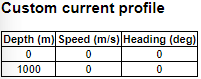 Custom current profile
Depth (m) Speed (m/s) Heading (deg)
0 0 0
1000 0 0